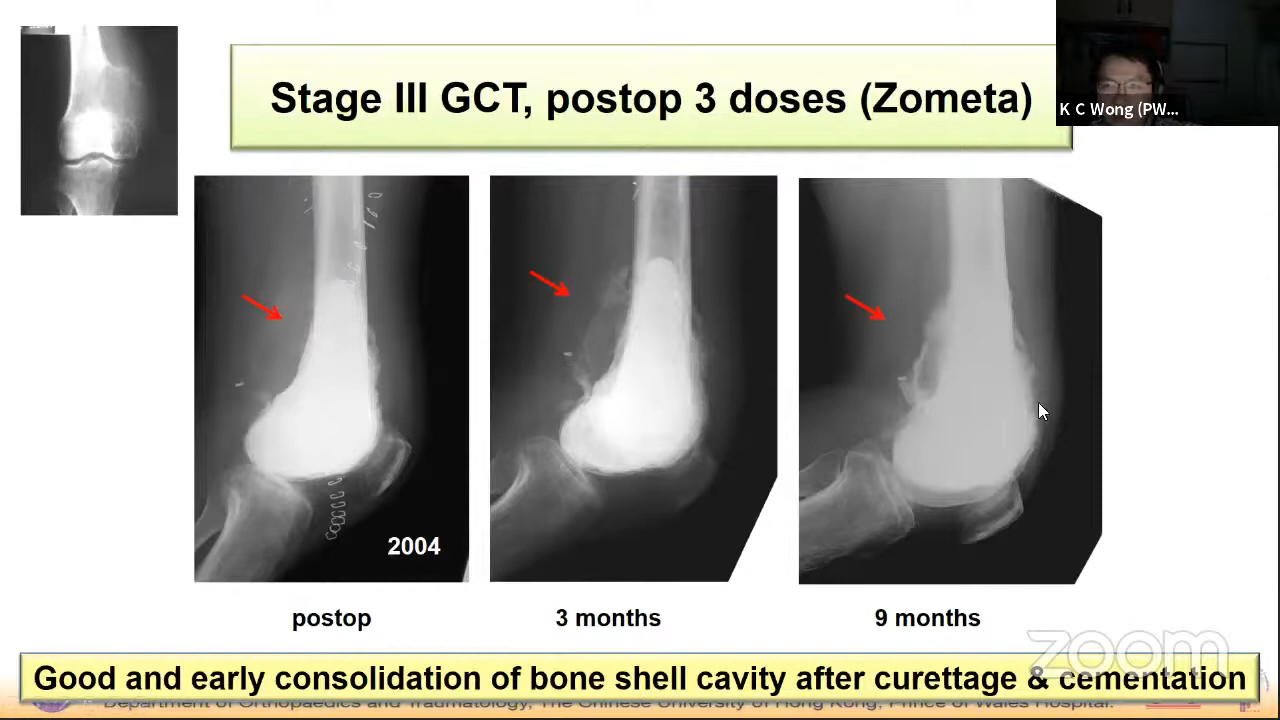 Stage III GCT, postop 3 doses (Zometa)
K C Wong (PW...
2004
postop
3 months
9 months
zoom
Good and early consolidation of bone shell cavity after curettage & cementation
Department of Orthopaedics and Traumatology, The Chinese University of Hong Kong, Prince of Wales Hospital.